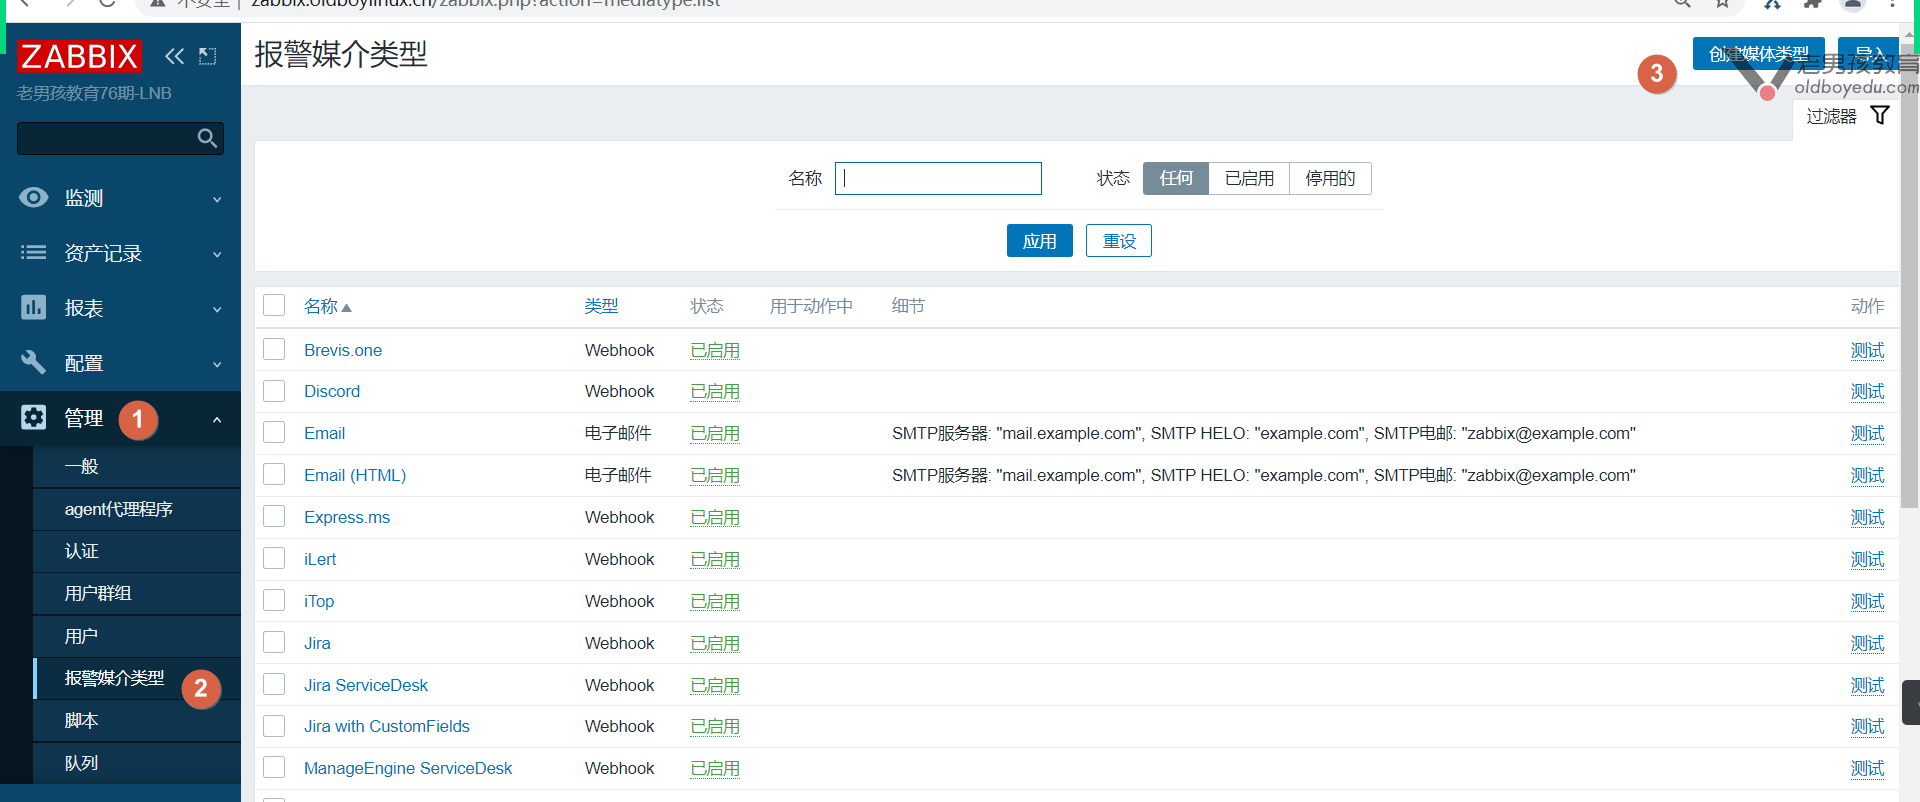 不安全 | zabbix.oldboylinux.cn/zabbix.php?action=mediatype.list
ZABBIX
老男孩教育76期-LNB
监测
资产记录
报表
配置
管理 1
一般
agent代理程序
认证
用户群组
用户
报警媒介类型 2
脚本
队列
报警媒介类型
3 创建媒体类型 导入
老男孩教育
oldboyedu.com
过滤器
名称 状态 任何 已启用 停用的
应用 重设
名称 类型 状态 用于动作中 细节 动作
Brevis.one Webhook 已启用 测试
Discord Webhook 已启用 测试
Email 电子邮件 已启用 SMTP服务器: "mail.example.com", SMTP HELO: "example.com", SMTP电邮: "zabbix@example.com" 测试
Email (HTML) 电子邮件 已启用 SMTP服务器: "mail.example.com", SMTP HELO: "example.com", SMTP电邮: "zabbix@example.com" 测试
Express.ms Webhook 已启用 测试
iLert Webhook 已启用 测试
iTop Webhook 已启用 测试
Jira Webhook 已启用 测试
Jira ServiceDesk Webhook 已启用 测试
Jira with CustomFields Webhook 已启用 测试
ManageEngine ServiceDesk Webhook 已启用 测试